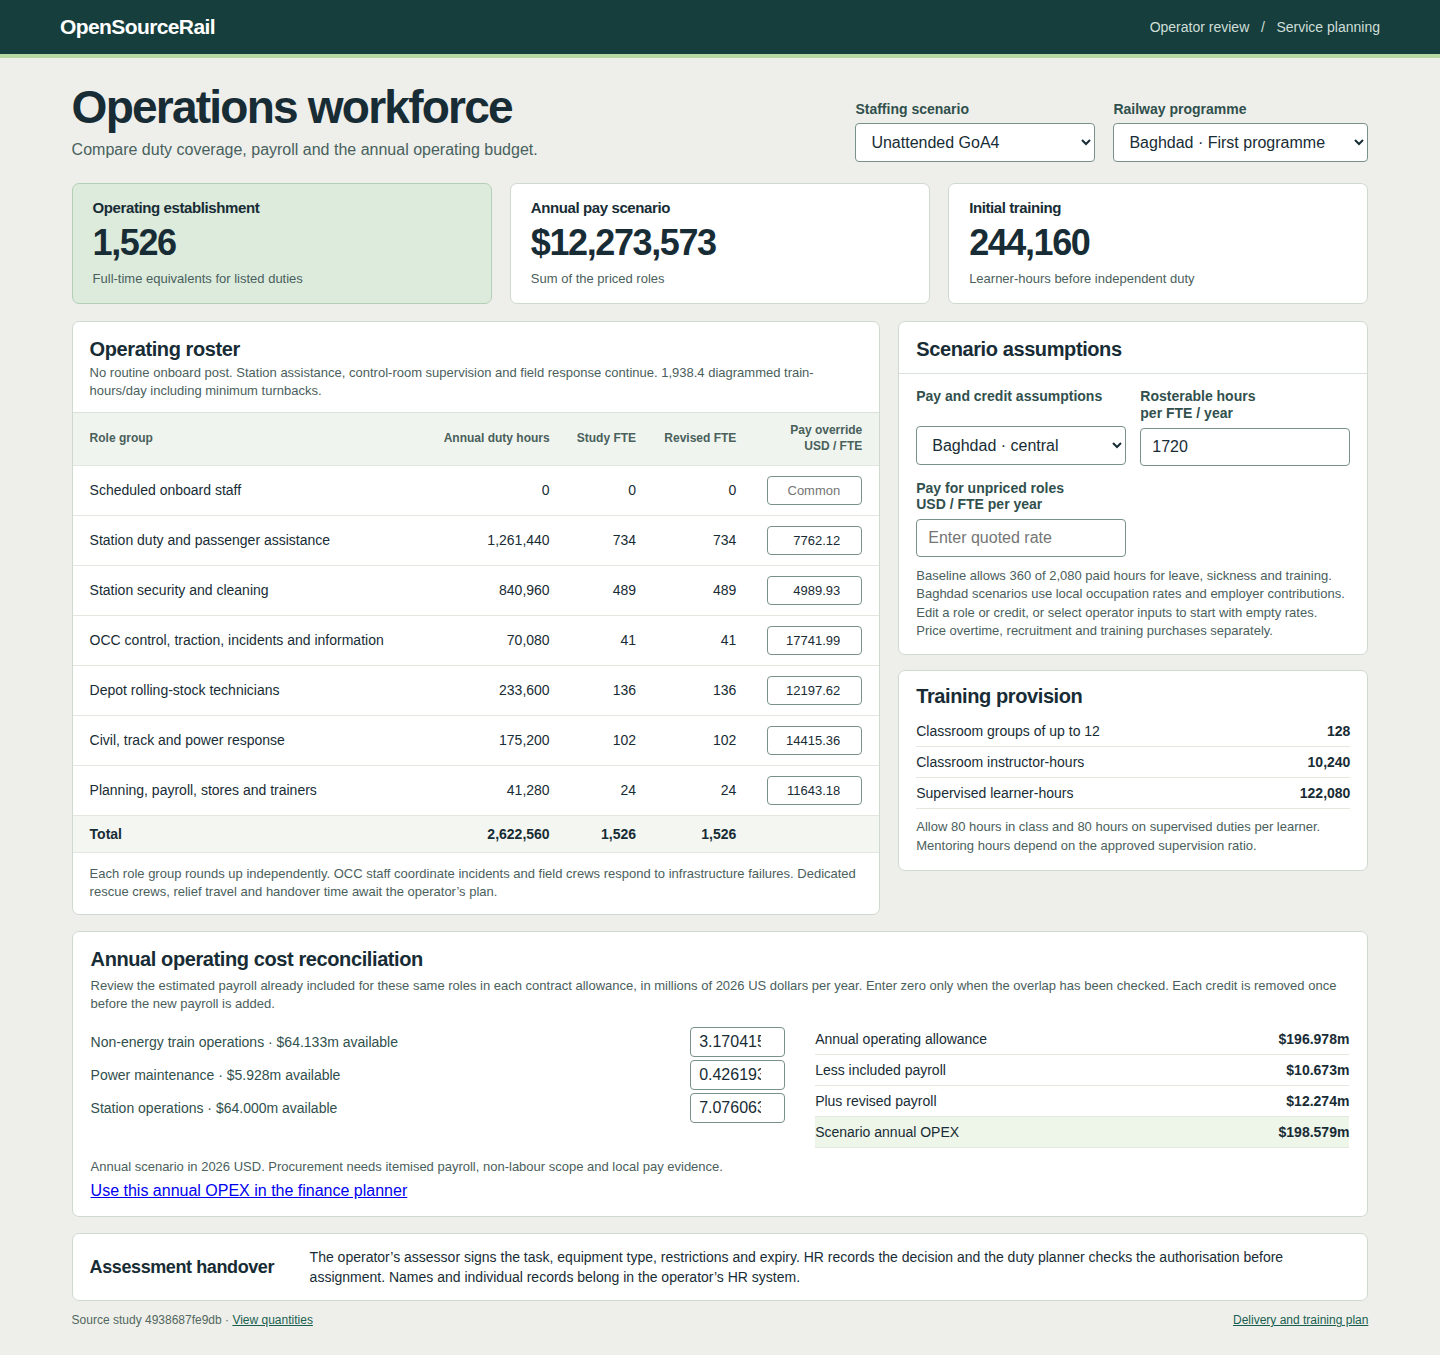 OpenSourceRail
Operator review / Service planning
Operations workforce
Compare duty coverage, payroll and the annual operating budget.
Staffing scenario
Unattended GoA4
Railway programme
Baghdad · First programme
Operating establishment
1,526
Full-time equivalents for listed duties
Annual pay scenario
$12,273,573
Sum of the priced roles
Initial training
244,160
Learner-hours before independent duty
Operating roster
No routine onboard post. Station assistance, control-room supervision and field response continue. 1,938.4 diagrammed train-
hours/day including minimum turnbacks.
Role group Annual duty hours Study FTE Revised FTE Pay override
USD / FTE
Scheduled onboard staff 0 0 0 Common
Station duty and passenger assistance 1,261,440 734 734 7762.12
Station security and cleaning 840,960 489 489 4989.93
OCC control, traction, incidents and information 70,080 41 41 17741.99
Depot rolling-stock technicians 233,600 136 136 12197.62
Civil, track and power response 175,200 102 102 14415.36
Planning, payroll, stores and trainers 41,280 24 24 11643.18
Total 2,622,560 1,526 1,526
Each role group rounds up independently. OCC staff coordinate incidents and field crews respond to infrastructure failures. Dedicated
rescue crews, relief travel and handover time await the operator’s plan.
Scenario assumptions
Pay and credit assumptions
Baghdad · central
Rosterable hours
per FTE / year
1720
Pay for unpriced roles
USD / FTE per year
Enter quoted rate
Baseline allows 360 of 2,080 paid hours for leave, sickness and training.
Baghdad scenarios use local occupation rates and employer contributions.
Edit a role or credit, or select operator inputs to start with empty rates.
Price overtime, recruitment and training purchases separately.
Training provision
Classroom groups of up to 12 128
Classroom instructor-hours 10,240
Supervised learner-hours 122,080
Allow 80 hours in class and 80 hours on supervised duties per learner.
Mentoring hours depend on the approved supervision ratio.
Annual operating cost reconciliation
Review the estimated payroll already included for these same roles in each contract allowance, in millions of 2026 US dollars per year. Enter zero only when the overlap has been checked. Each credit is removed once
before the new payroll is added.
Non-energy train operations · $64.133m available 3.170415
Power maintenance · $5.928m available 0.426193
Station operations · $64.000m available 7.076063
Annual operating allowance $196.978m
Less included payroll $10.673m
Plus revised payroll $12.274m
Scenario annual OPEX $198.579m
Annual scenario in 2026 USD. Procurement needs itemised payroll, non-labour scope and local pay evidence.
Use this annual OPEX in the finance planner
Assessment handover
The operator’s assessor signs the task, equipment type, restrictions and expiry. HR records the decision and the duty planner checks the authorisation before
assignment. Names and individual records belong in the operator’s HR system.
Source study 4938687fe9db · View quantities
Delivery and training plan